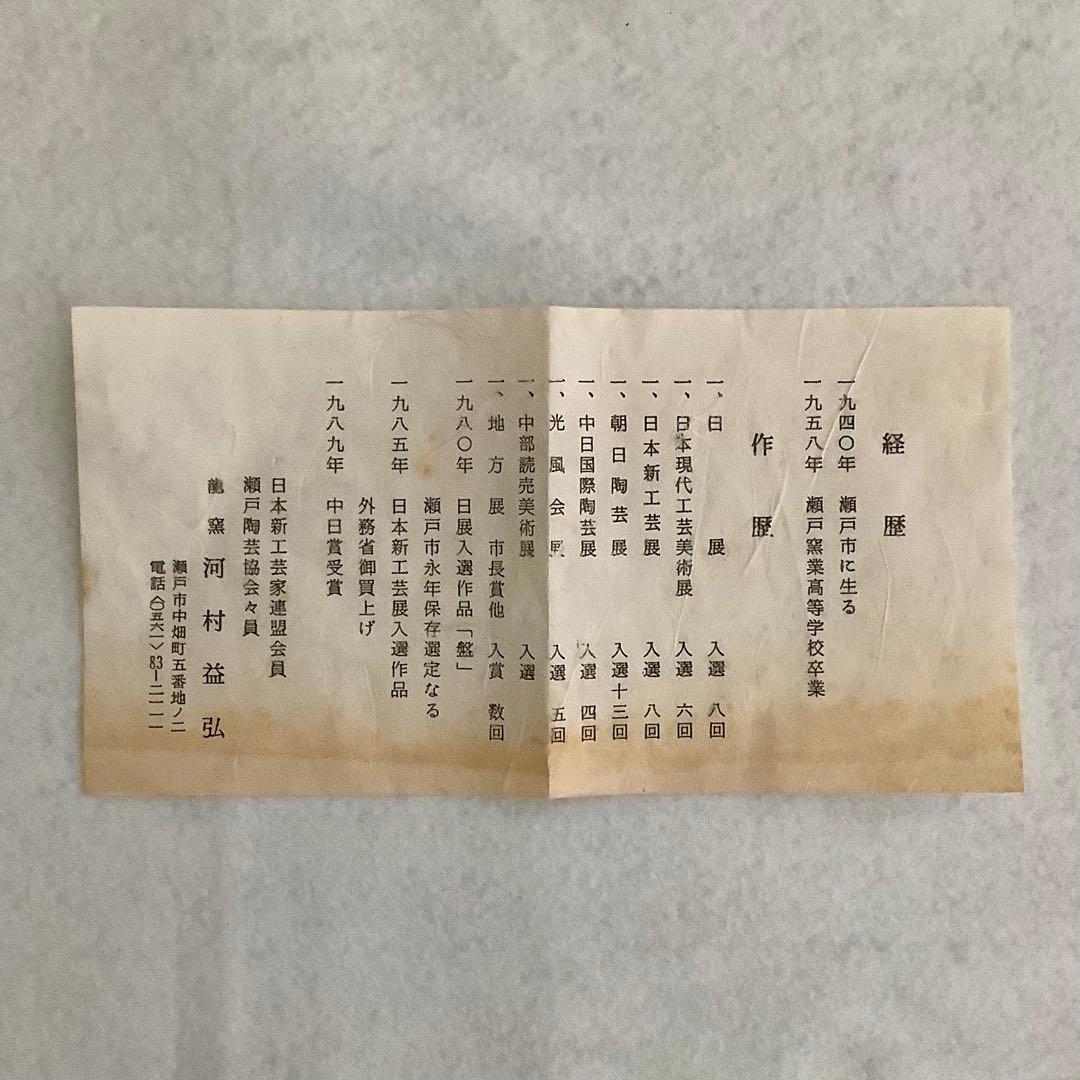 経歴
一九四〇年 瀬戸市に生る
一九五八年 瀬戸窯業高等学校卒業
作歴
一、日展 入選 八回
一、日本現代工芸美術展 入選 六回
一、日本新工芸展 入選 八回
一、朝日陶芸展 入選十三回
一、中日国際陶芸展 入選 四回
一、光風会展 入選 五回
一、中部読売美術展 入選
一、地方展 市長賞他 入賞 数回
一九八〇年 日展入選作品「盤」
瀬戸市永年保存選定なる
一九八五年 日本新工芸展入選作品
外務省御買上げ
一九八九年 中日賞受賞
日本新工芸家連盟会員
瀬戸陶芸協会々員
龍窯 河村益弘
瀬戸市中畑町五番地ノ二
電話〈〇五六一〉83-二一一一